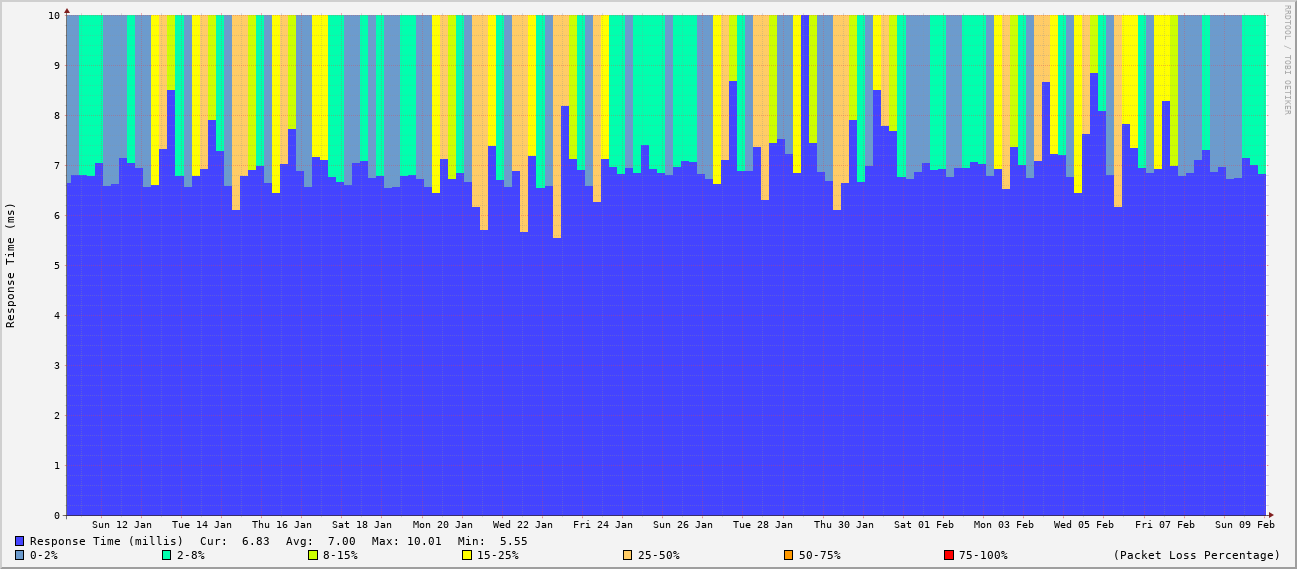 RRDTOOL / TOBI OETIKER
Response Time (ms)
10
9
8
7
6
5
4
3
2
1
0
Sun 12 Jan Tue 14 Jan Thu 16 Jan Sat 18 Jan Mon 20 Jan Wed 22 Jan Fri 24 Jan Sun 26 Jan Tue 28 Jan Thu 30 Jan Sat 01 Feb Mon 03 Feb Wed 05 Feb Fri 07 Feb Sun 09 Feb
Response Time (millis) Cur: 6.83 Avg: 7.00 Max: 10.01 Min: 5.55
0-2% 2-8% 8-15% 15-25% 25-50% 50-75% 75-100% (Packet Loss Percentage)